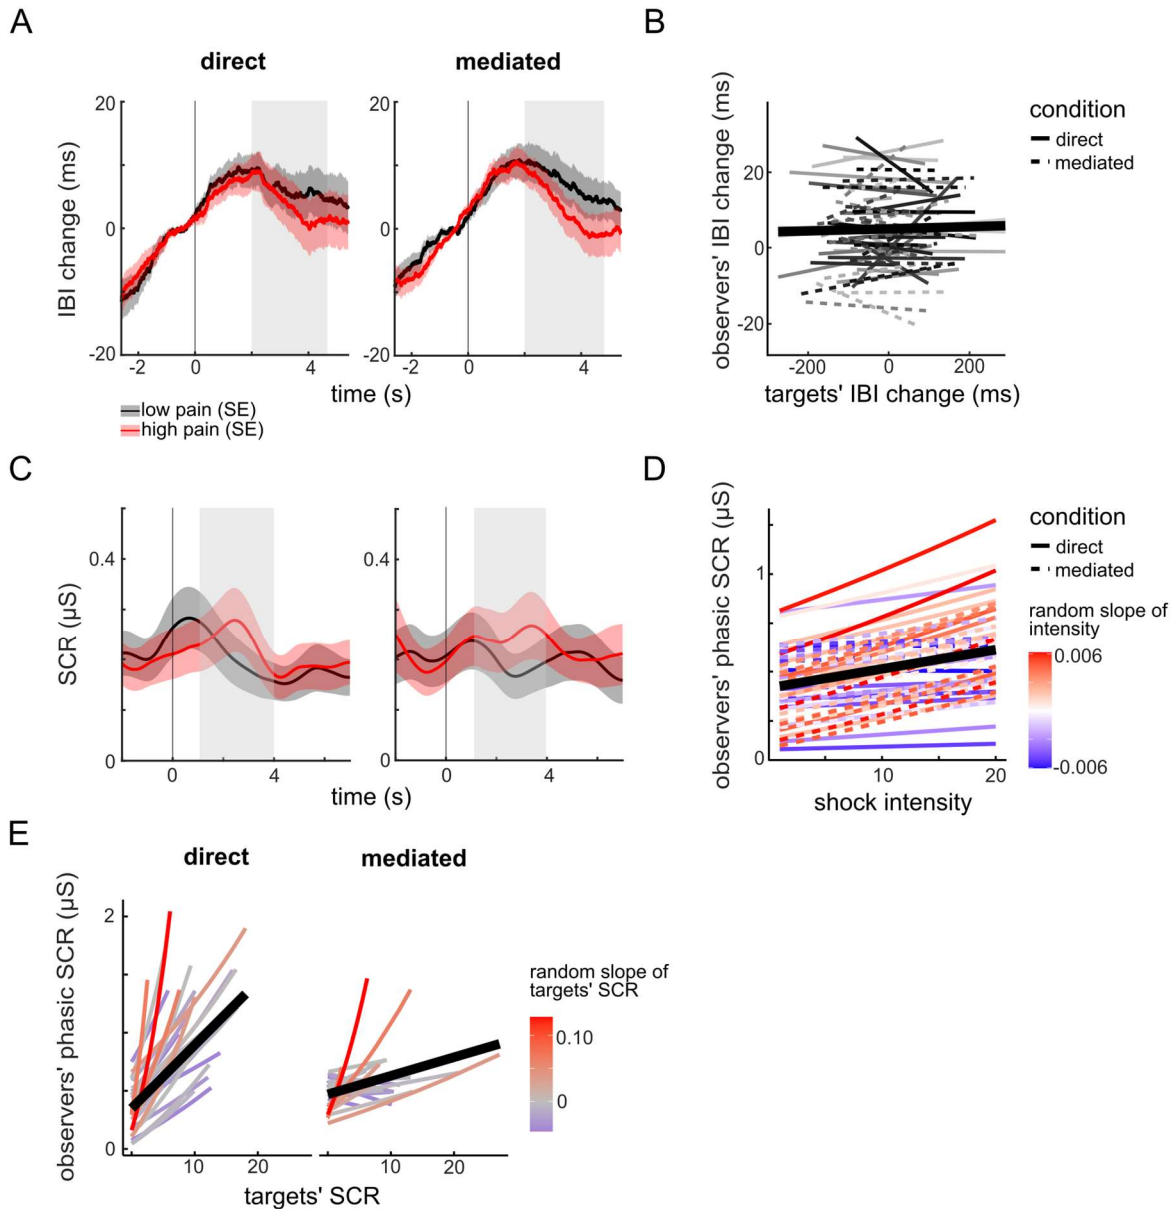 A
direct
mediated
IBI change (ms)
20
0
-20
-2
0
4
20
0
-20
-2
0
4
time (s)
low pain (SE)
high pain (SE)
B
observers' IBI change (ms)
20
0
-20
-200
0
200
targets' IBI change (ms)
condition
direct
mediated
C
SCR (µS)
0.4
0
0
4
0.4
0
0
4
time (s)
D
observers' phasic SCR (µS)
1
0
10
20
shock intensity
condition
direct
mediated
random slope of
intensity
0.006
-0.006
E
direct
mediated
observers' phasic SCR (µS)
2
1
0
10
20
10
20
targets' SCR
random slope of
targets' SCR
0.10
0